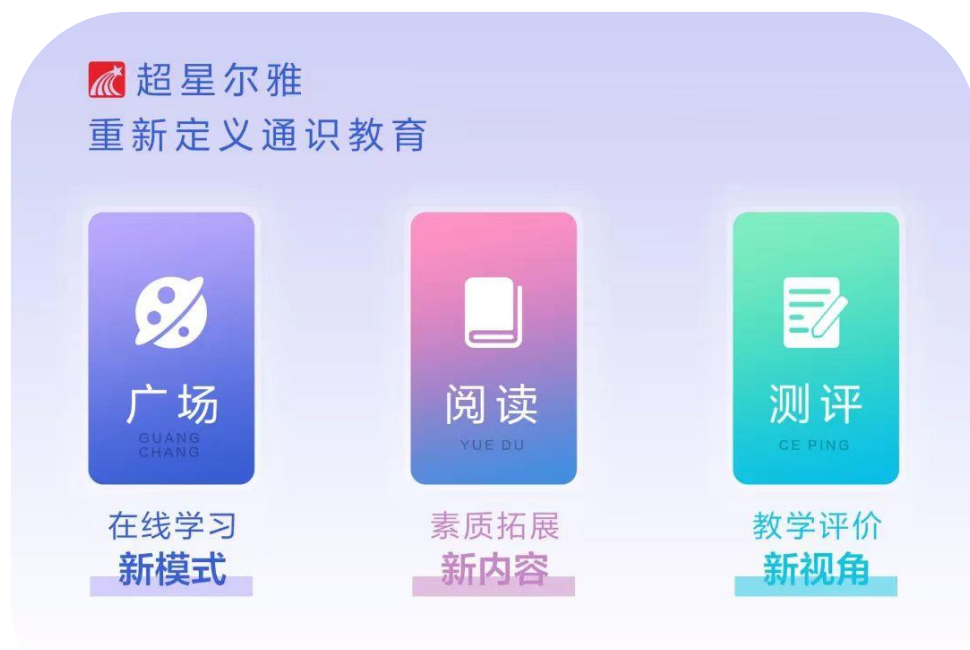 超星尔雅
重新定义通识教育
广场
GUANG
CHANG
在线学习
新模式
阅读
YUE DU
素质拓展
新内容
测评
CE PING
教学评价
新视角